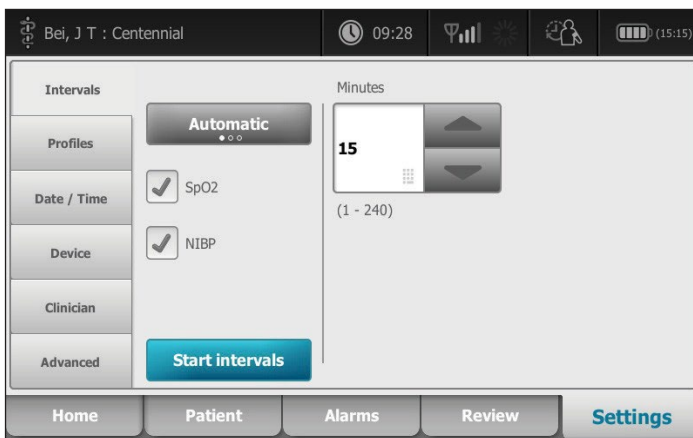 Bei, J T : Centennial
09:28
(15:15)
Intervals
Profiles
Date / Time
Device
Clinician
Advanced
Automatic
SpO2
NIBP
Start intervals
Minutes
15
(1 - 240)
Home
Patient
Alarms
Review
Settings